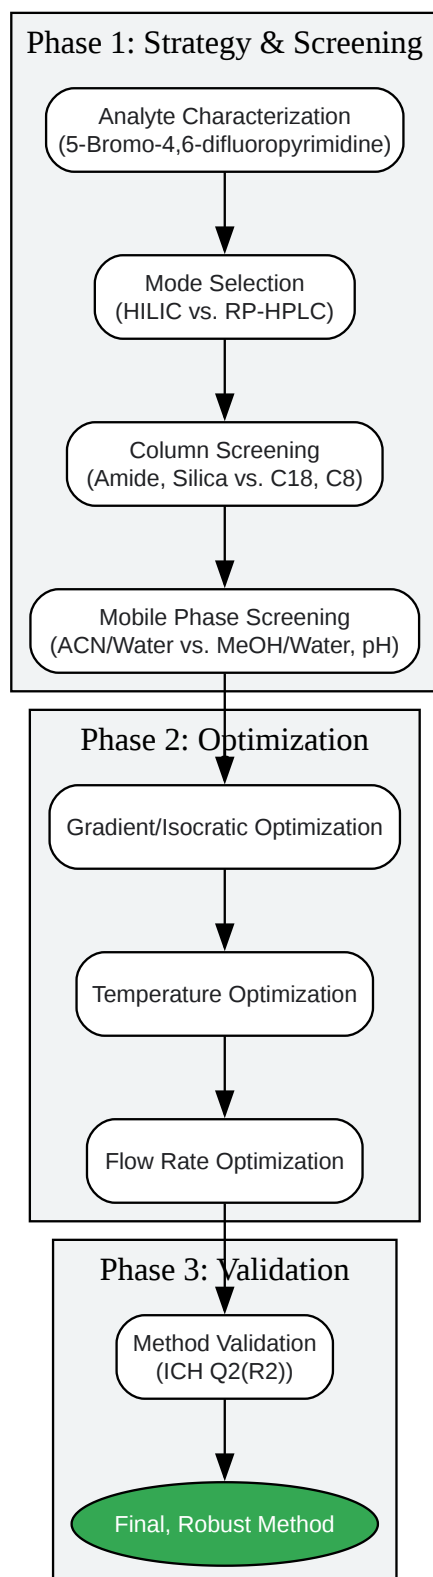 Phase 1: Strategy & Screening
Analyte Characterization
(5-Bromo-4,6-difluoropyrimidine)
Mode Selection
(HILIC vs. RP-HPLC)
Column Screening
(Amide, Silica vs. C18, C8)
Mobile Phase Screening
(ACN/Water vs. MeOH/Water, pH)
Phase 2: Optimization
Gradient/Isocratic Optimization
Temperature Optimization
Flow Rate Optimization
Phase 3: Validation
Method Validation
(ICH Q2(R2))
Final, Robust Method